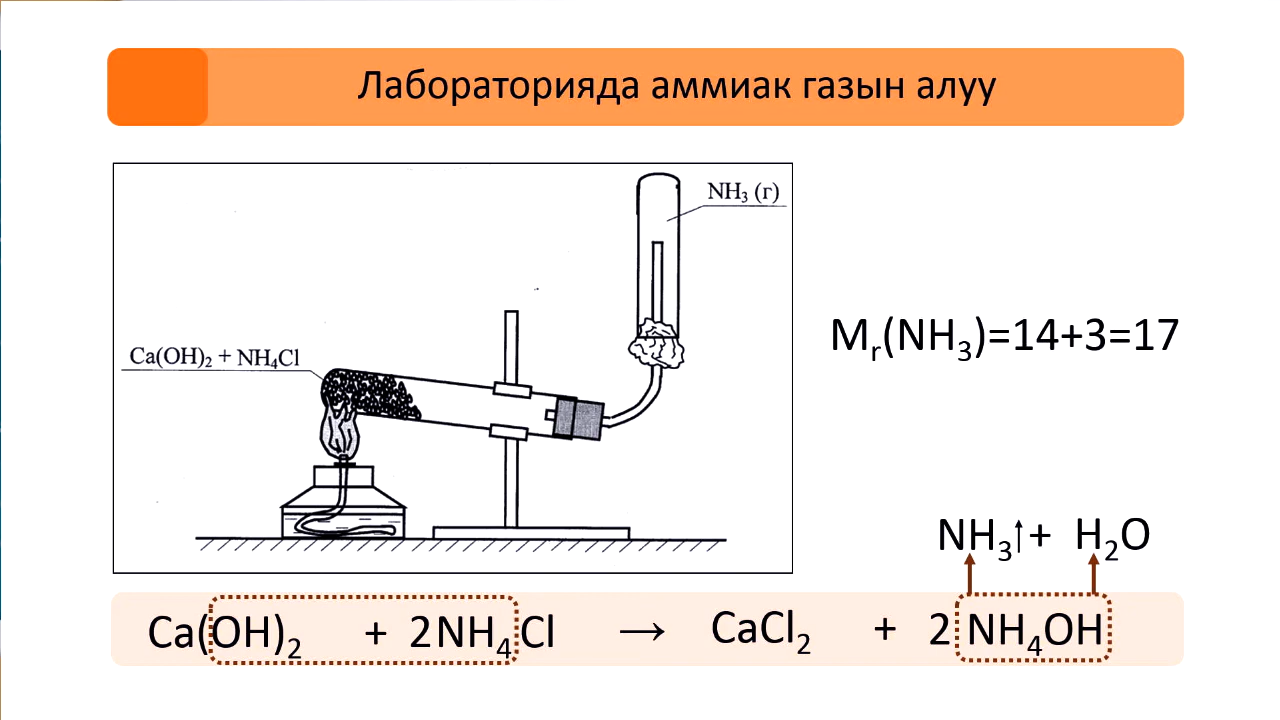 Лабораторияда аммиак газын алуу
NH₃ (г)
Ca(OH)₂ + NH₄Cl
Mᵣ(NH₃)=14+3=17
NH₃↑+ H₂O
Ca(OH)₂ + 2NH₄Cl → CaCl₂ + 2 NH₄OH